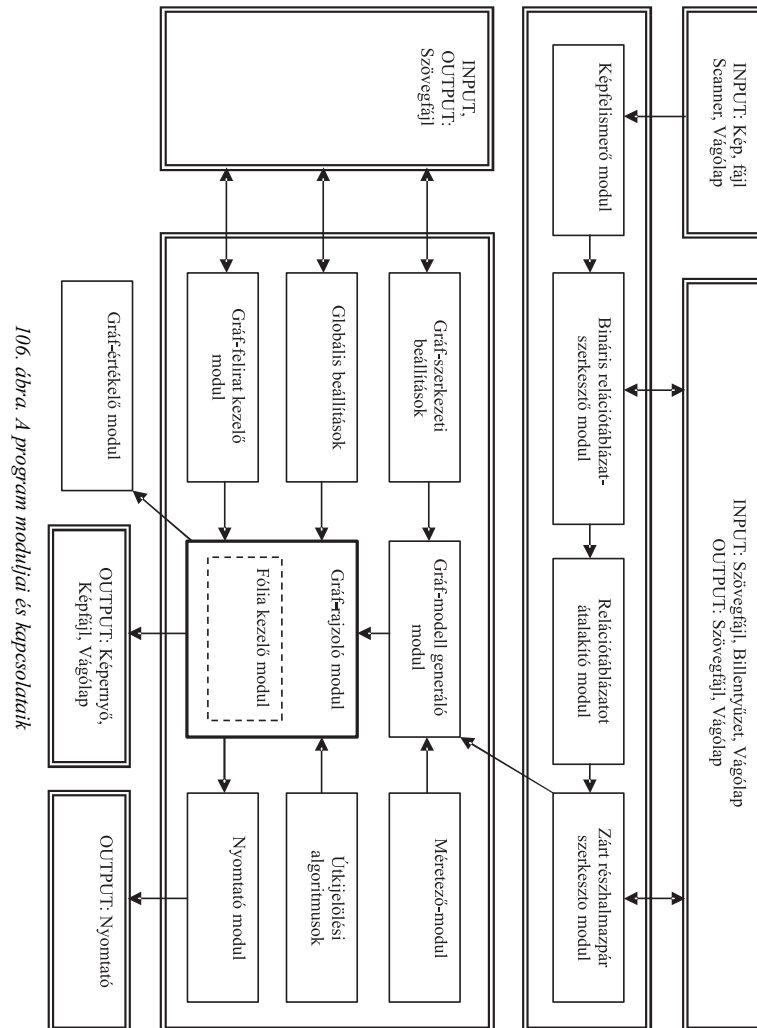 INPUT: Kép, fájl
Scanner, Vágólap
INPUT: Szövegfájl, Billentyűzet, Vágólap
OUTPUT: Szövegfájl, Vágólap
Képfelismerő modul
Bináris relációtáblázat-
szerkesztő modul
Relációtáblázatot
átalakító modul
Zárt részhalmazpár
szerkeszto modul
INPUT,
OUTPUT:
Szövegfájl
Gráf-szerkezeti
beállítások
Gráf-modell generáló
modul
Méretező-modul
Globális beállítások
Gráf-rajzoló modul
Fólia kezelő modul
Útkijelölési
algoritmusok
Gráf-felirat kezelő
modul
Nyomtató modul
Gráf-értékelő modul
OUTPUT: Képernyő,
Képfájl, Vágólap
OUTPUT: Nyomtató
106. ábra. A program moduljai és kapcsolataik